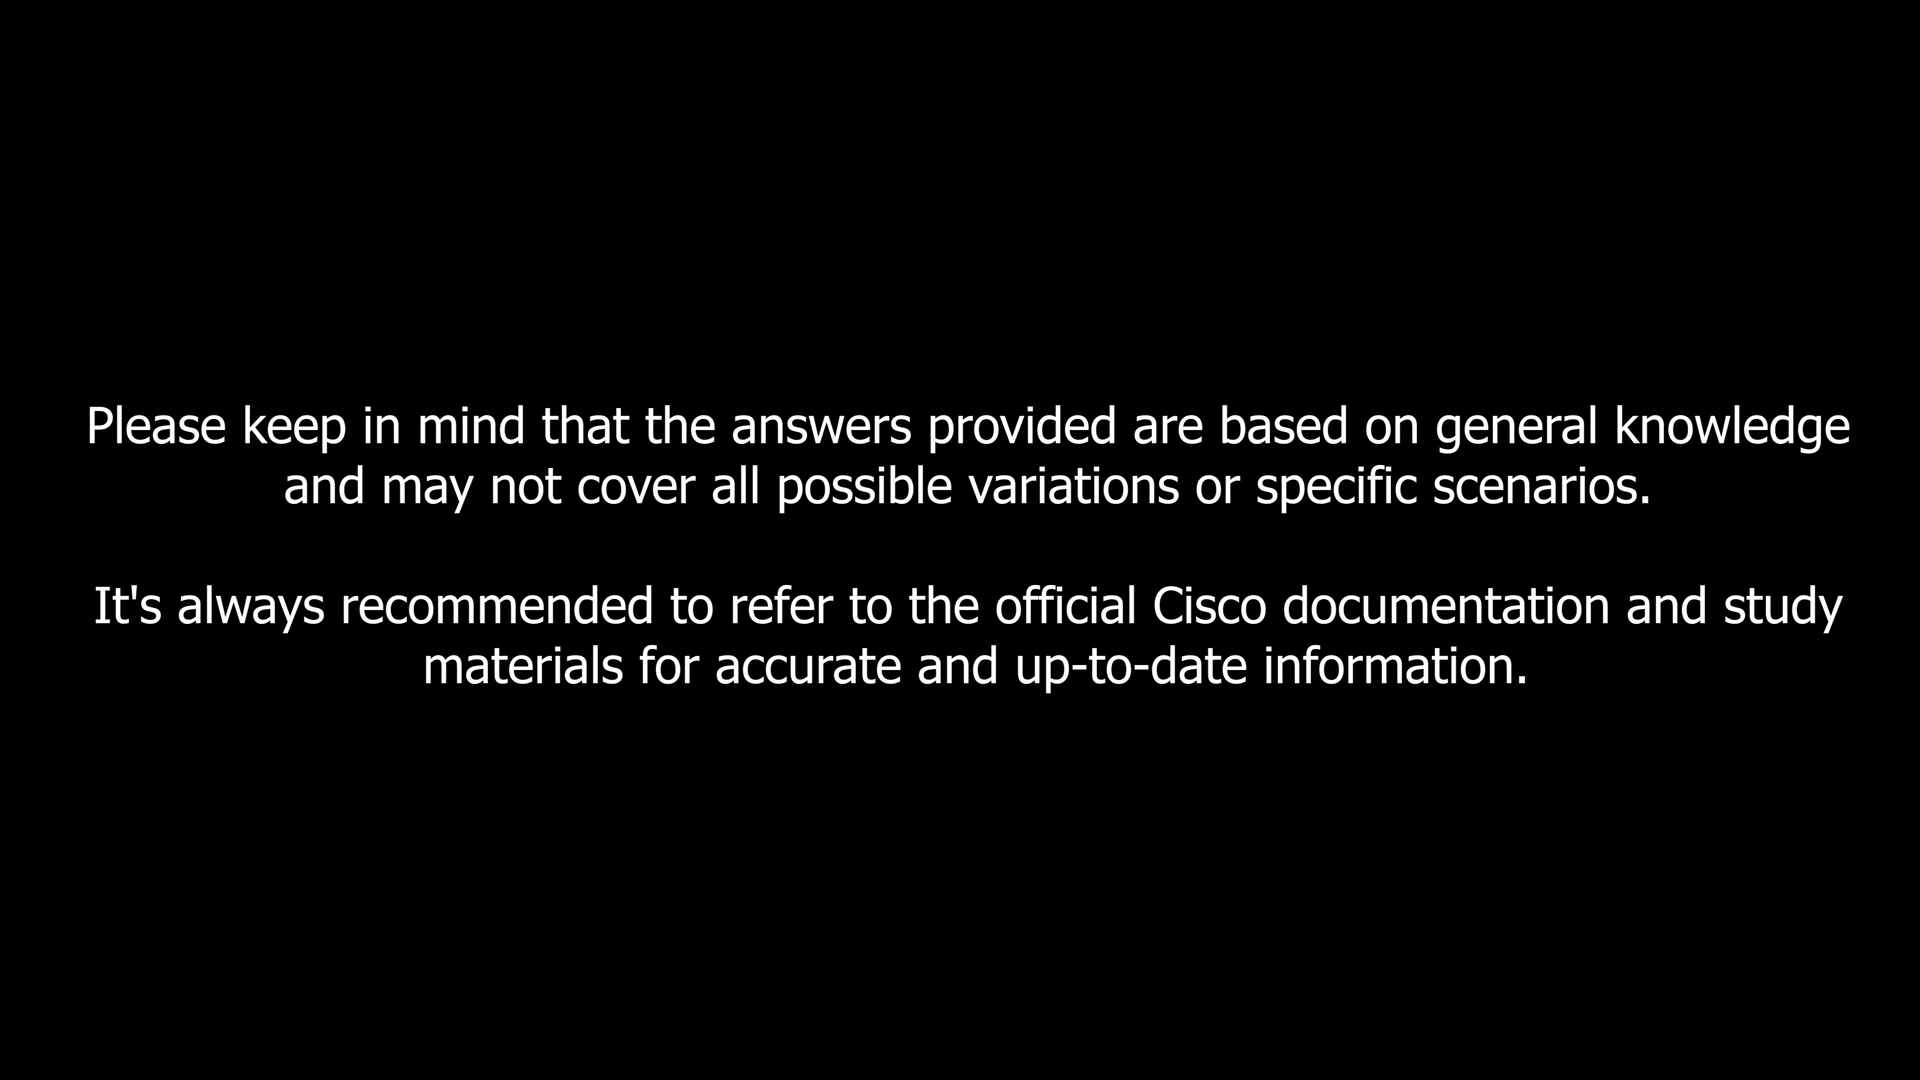 Please keep in mind that the answers provided are based on general knowledge
and may not cover all possible variations or specific scenarios.
It's always recommended to refer to the official Cisco documentation and study
materials for accurate and up-to-date information.